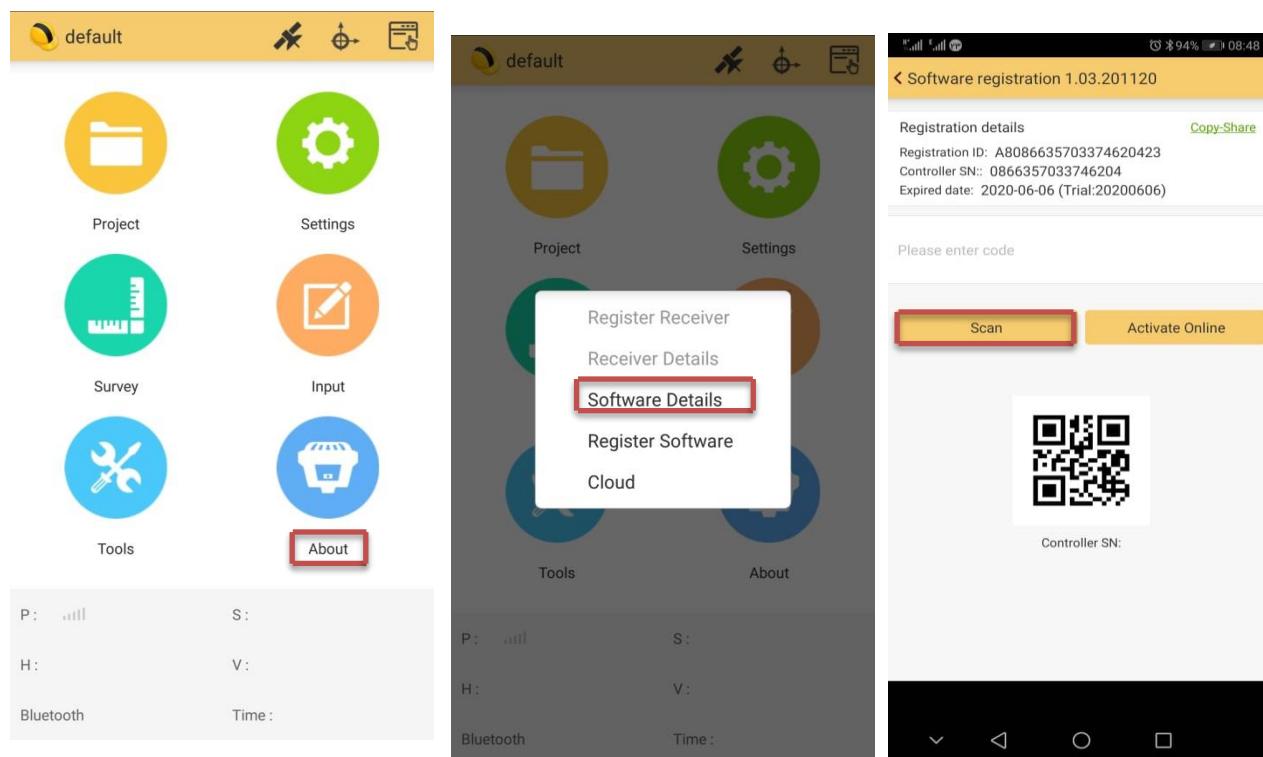 default
Project
Settings
Survey
Input
Tools
About
P :
S :
H :
V :
Bluetooth
Time :
default
Project
Settings
Register Receiver
Receiver Details
Software Details
Register Software
Cloud
Tools
About
P :
S :
H :
V :
Bluetooth
Time :
94% 08:48
Software registration 1.03.201120
Registration details Copy-Share
Registration ID: A8086635703374620423
Controller SN:: 0866357033746204
Expired date: 2020-06-06 (Trial:20200606)
Please enter code
Scan
Activate Online
Controller SN: